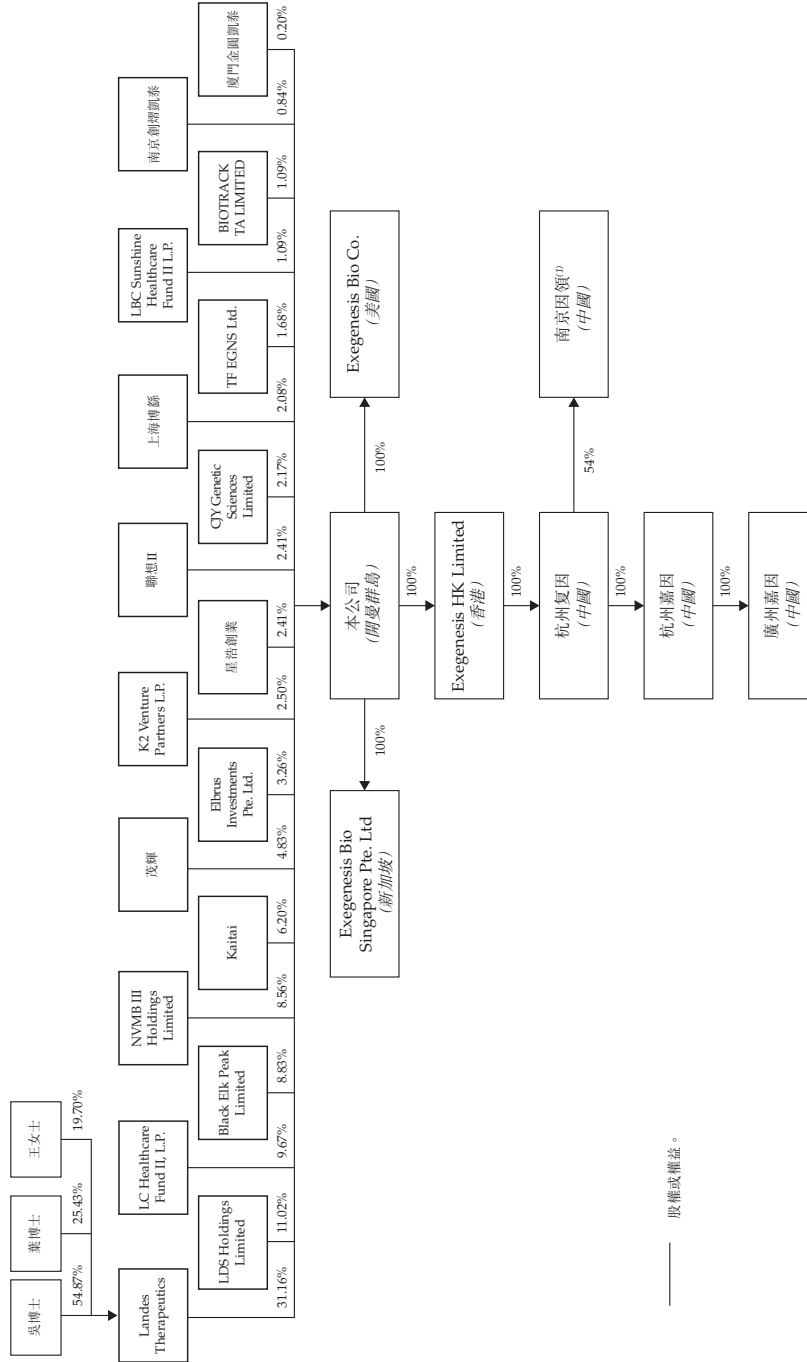 吳博士
葉博士
王女士
54.87%
25.43%
19.70%
Landes
Therapeutics
LC Healthcare
Fund II, L.P.
NVMB III
Holdings
Limited
茂輝
K2 Venture
Partners L.P.
聯想II
上海博繇
LBC Sunshine
Healthcare
Fund II L.P.
南京創熠凱泰
LDS Holdings
Limited
Black Elk Peak
Limited
Kaitai
Elbrus
Investments
Pte. Ltd.
星浩創業
CJY Genetic
Sciences
Limited
TF EGNS Ltd.
BIOTRACK
TA LIMITED
廈門金圓凱泰
31.16%
11.02%
9.67%
8.83%
8.56%
6.20%
4.83%
3.26%
2.50%
2.41%
2.41%
2.17%
2.08%
1.68%
1.09%
1.09%
0.84%
0.20%
Exegenesis Bio
Singapore Pte. Ltd
(新加坡)
100%
本公司
(開曼群島)
100%
Exegenesis Bio Co.
(美國)
100%
Exegenesis HK Limited
(香港)
100%
杭州复因
(中國)
54%
南京因領(1)
(中國)
100%
杭州嘉因
(中國)
100%
廣州嘉因
(中國)
股權或權益。